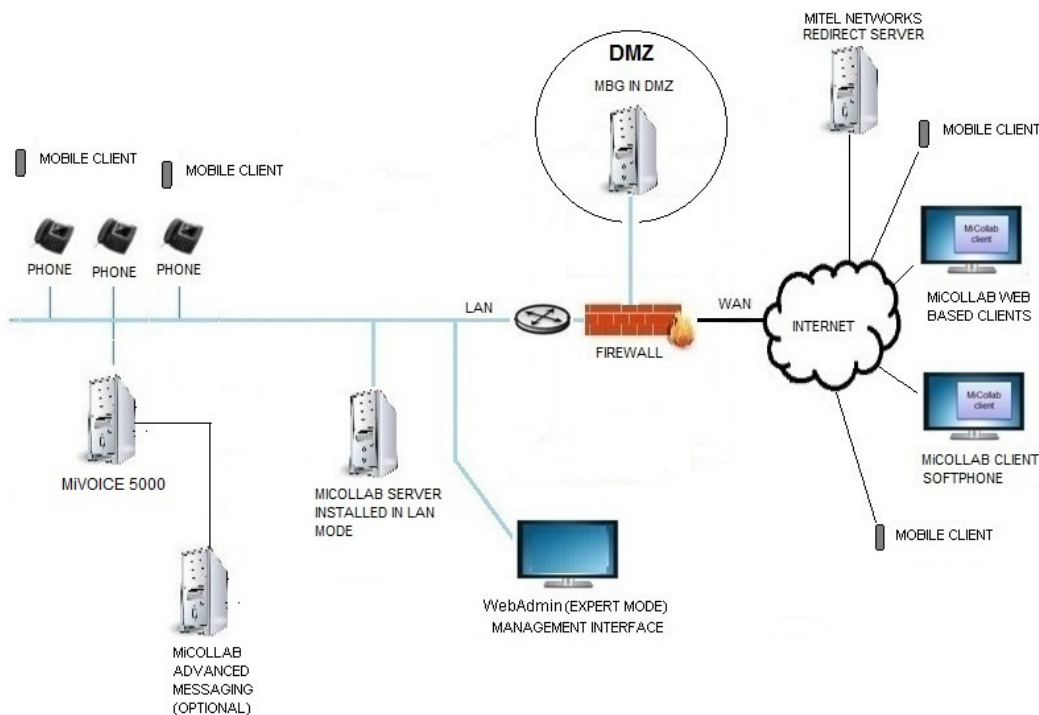 MITEL NETWORKS
REDIRECT SERVER
DMZ
MBG IN DMZ
MOBILE CLIENT
MOBILE CLIENT
MOBILE CLIENT
PHONE
PHONE
PHONE
MiCollab
client
MiCOLLAB WEB
BASED CLIENTS
LAN
WAN
INTERNET
FIREWALL
MiCollab
client
MiCOLLAB CLIENT
SOFTPHONE
MiVOICE 5000
MICOLLAB SERVER
INSTALLED IN LAN
MODE
MOBILE CLIENT
WebAdmin (EXPERT MODE)
MANAGEMENT INTERFACE
MiCOLLAB
ADVANCED
MESSAGING
(OPTIONAL)